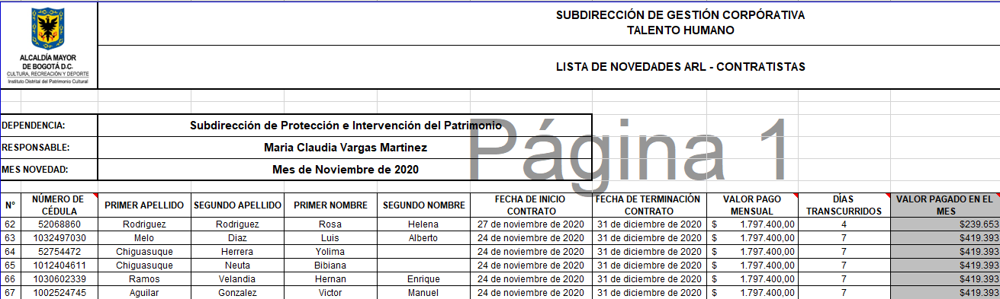 SUBDIRECCIÓN DE GESTIÓN CORPÓRATIVA
TALENTO HUMANO
ALCALDÍA MAYOR
DE BOGOTÁ D.C.
CULTURA, RECREACIÓN Y DEPORTE
Instituto Distrital del Patrimonio Cultural
LISTA DE NOVEDADES ARL - CONTRATISTAS
DEPENDENCIA: Subdirección de Protección e Intervención del Patrimonio
RESPONSABLE: Maria Claudia Vargas Martinez
MES NOVEDAD: Mes de Noviembre de 2020
Página 1
N° NÚMERO DE CÉDULA PRIMER APELLIDO SEGUNDO APELLIDO PRIMER NOMBRE SEGUNDO NOMBRE FECHA DE INICIO CONTRATO FECHA DE TERMINACIÓN CONTRATO VALOR PAGO MENSUAL DÍAS TRANSCURRIDOS VALOR PAGADO EN EL MES
62 52068860 Rodriguez Rodriguez Rosa Helena 27 de noviembre de 2020 31 de diciembre de 2020 $ 1.797.400,00 4 $239.653
63 1032497030 Melo Diaz Luis Alberto 24 de noviembre de 2020 31 de diciembre de 2020 $ 1.797.400,00 7 $419.393
64 52754472 Chiguasuque Herrera Yolima 24 de noviembre de 2020 31 de diciembre de 2020 $ 1.797.400,00 7 $419.393
65 1012404611 Chiguasuque Neuta Bibiana 24 de noviembre de 2020 31 de diciembre de 2020 $ 1.797.400,00 7 $419.393
66 1030602339 Ramos Velandia Hernan Enrique 24 de noviembre de 2020 31 de diciembre de 2020 $ 1.797.400,00 7 $419.393
67 1002524745 Aguilar Gonzalez Victor Manuel 24 de noviembre de 2020 31 de diciembre de 2020 $ 1.797.400,00 7 $419.393